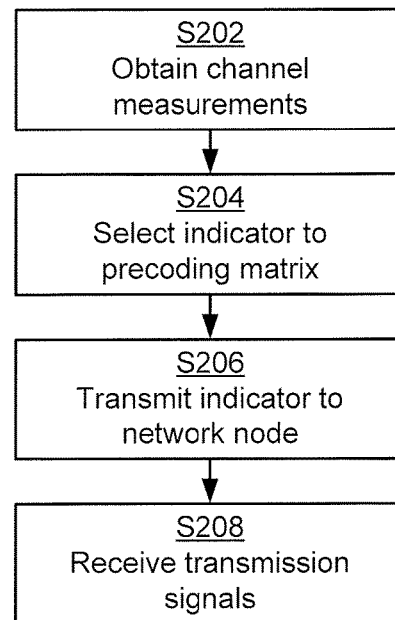 S202
Obtain channel
measurements
S204
Select indicator to
precoding matrix
S206
Transmit indicator to
network node
S208
Receive transmission
signals